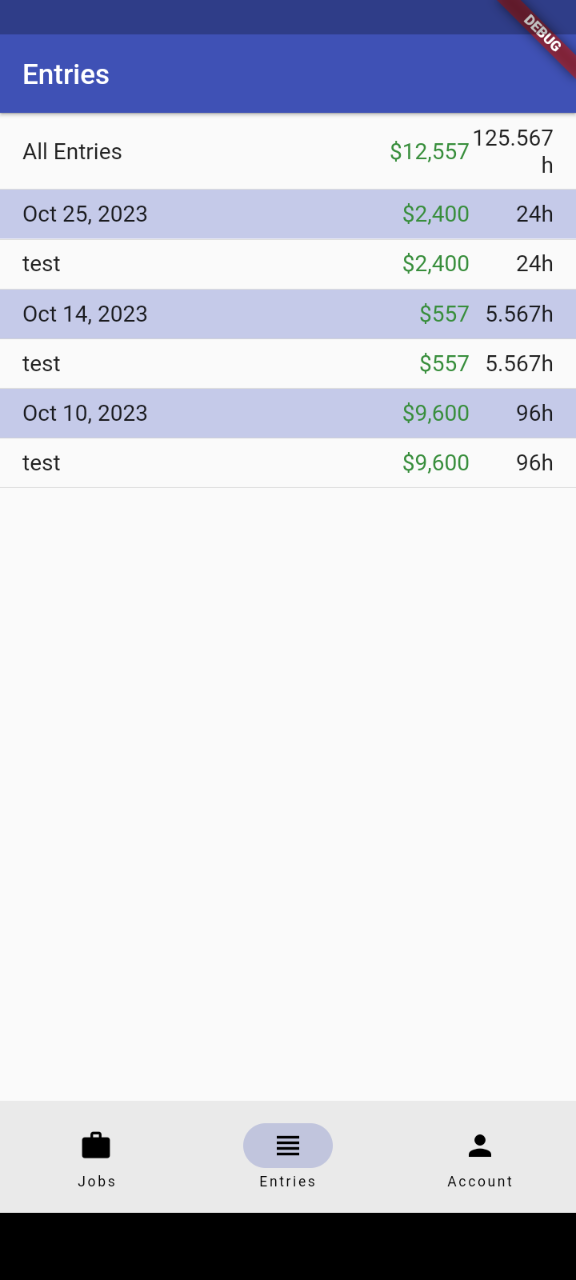 DEBUG
Entries
All Entries $12,557 125.567
h
Oct 25, 2023 $2,400 24h
test $2,400 24h
Oct 14, 2023 $557 5.567h
test $557 5.567h
Oct 10, 2023 $9,600 96h
test $9,600 96h
Jobs Entries Account